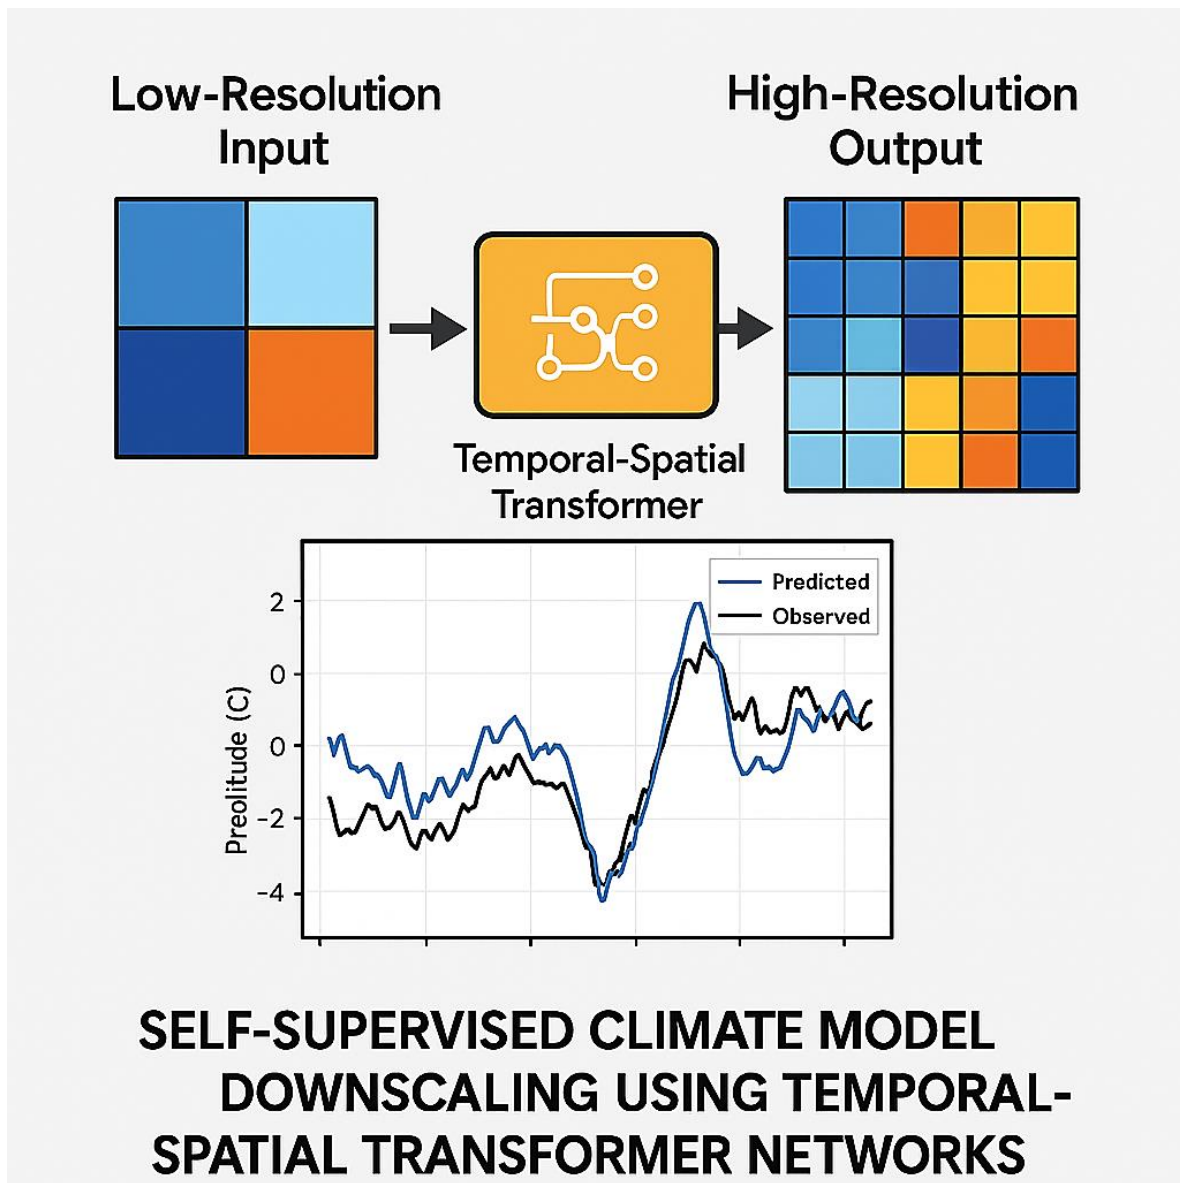 Low-Resolution
Input
High-Resolution
Output
Temporal-Spatial
Transformer
Predicted
Observed
2
0
0
-2
-4
Preolitude (C)
SELF-SUPERVISED CLIMATE MODEL
DOWNSCALING USING TEMPORAL-
SPATIAL TRANSFORMER NETWORKS